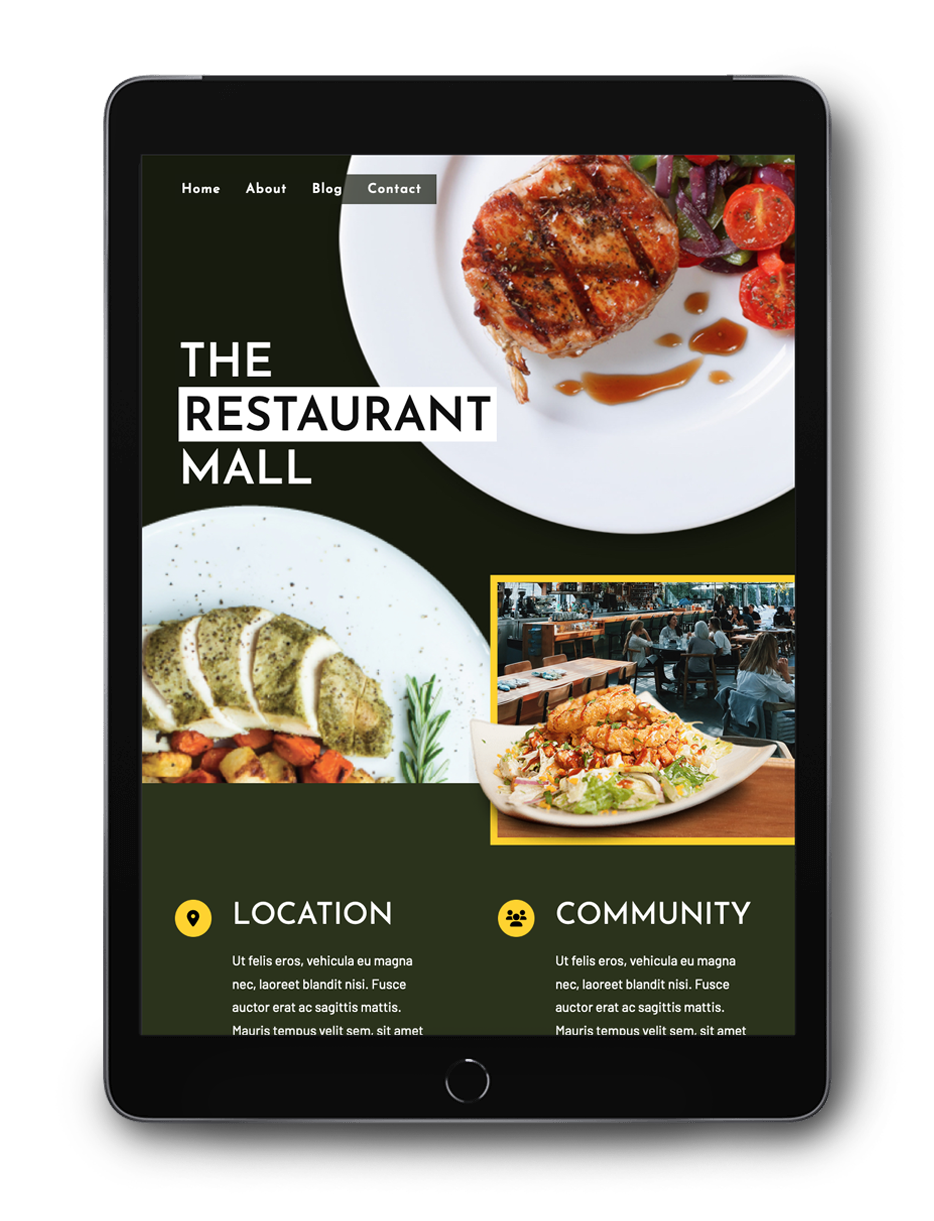 Home About Blog Contact
THE
RESTAURANT
MALL
LOCATION
Ut felis eros, vehicula eu magna
nec, laoreet blandit nisi. Fusce
auctor erat ac sagittis mattis.
Mauris tempus velit sem, sit amet
COMMUNITY
Ut felis eros, vehicula eu magna
nec, laoreet blandit nisi. Fusce
auctor erat ac sagittis mattis.
Mauris tempus velit sem, sit amet